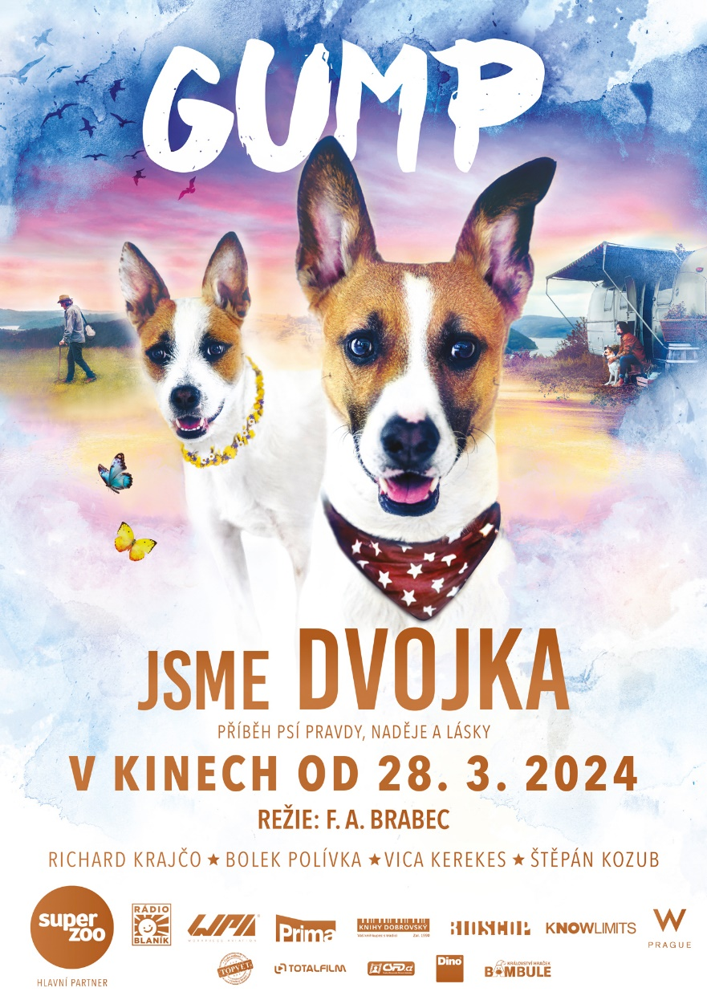 GUMP
JSME DVOJKA
PŘÍBĚH PSÍ PRAVDY, NADĚJE A LÁSKY
V KINECH OD 28. 3. 2024
REŽIE: F. A. BRABEC
RICHARD KRAJČO ★ BOLEK POLÍVKA ★ VICA KEREKES ★ ŠTĚPÁN KOZUB
super zoo
HLAVNÍ PARTNER
RÁDIO BLANÍK
WPA
Prima
KNIHY DOBROVSKÝ
BIOSCOP
KNOWLIMITS
W
PRAGUE
TOPVET
TOTALFILM
Dino
KRÁLOVSTVÍ HRAČEK
BAMBULE